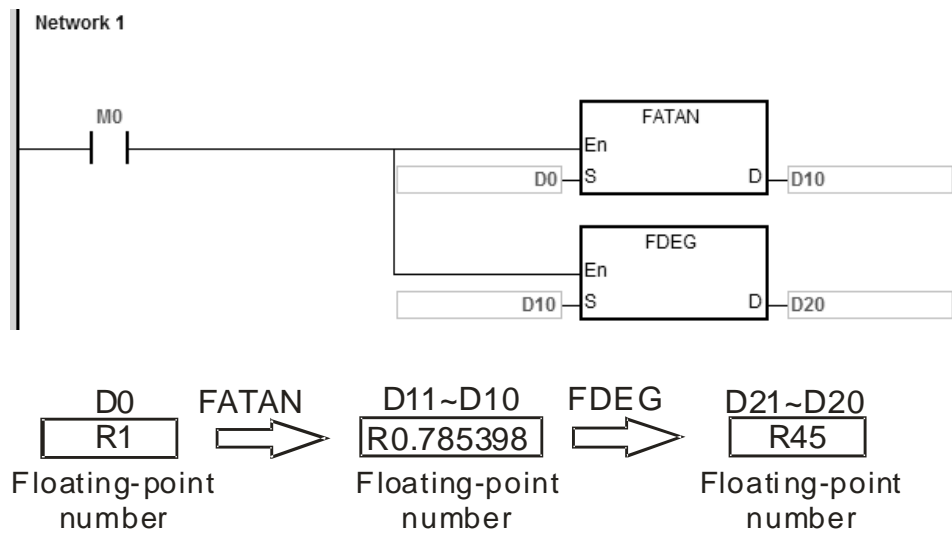 Network 1
M0
FATAN
En
D0 S D D10
FDEG
En
D10 S D D20
D0 FATAN D11~D10 FDEG D21~D20
R1 R0.785398 R45
Floating-point Floating-point Floating-point
number number number